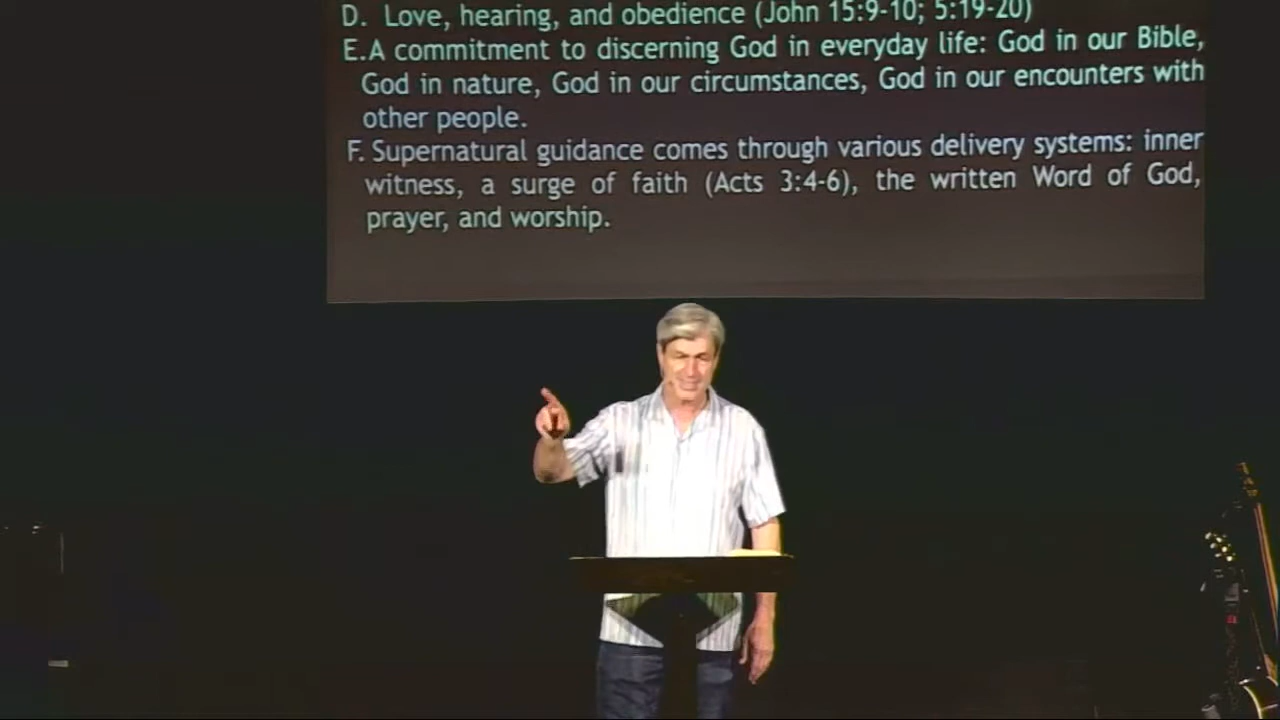 D. Love, hearing, and obedience (John 15:9-10; 5:19-20)
E.A commitment to discerning God in everyday life: God in our Bible,
God in nature, God in our circumstances, God in our encounters with
other people.
F. Supernatural guidance comes through various delivery systems: inner
witness, a surge of faith (Acts 3:4-6), the written Word of God,
prayer, and worship.